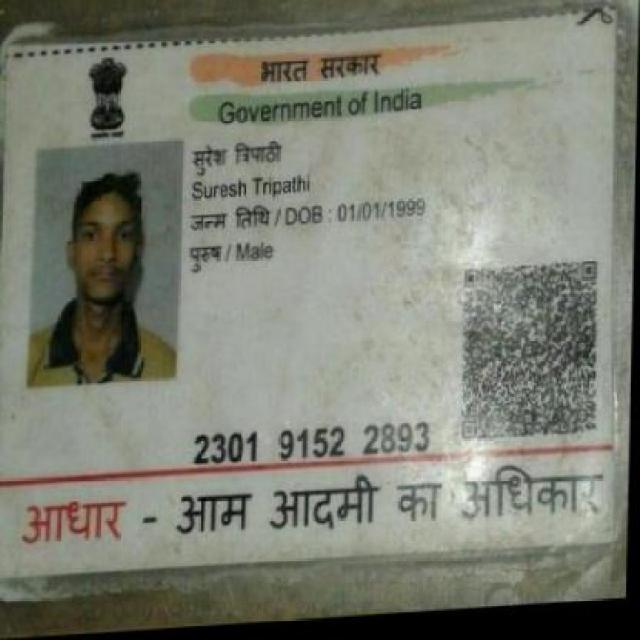 भारत सरकार
Government of India
सुरेश त्रिपाठी
Suresh Tripathi
जन्म तिथि / DOB : 01/01/1999
पुरुष / Male
2301 9152 2893
आधार - आम आदमी का अधिकार